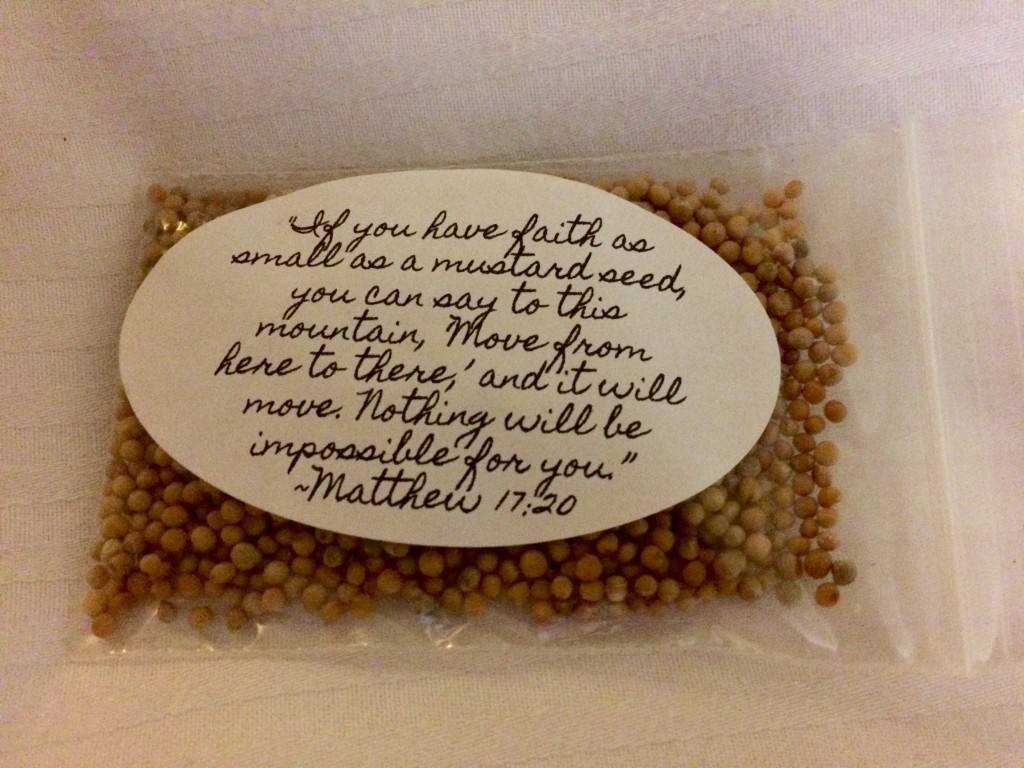 "If you have faith as
small as a mustard seed,
you can say to this
mountain, 'Move from
here to there,' and it will
move. Nothing will be
impossible for you."
~Matthew 17:20